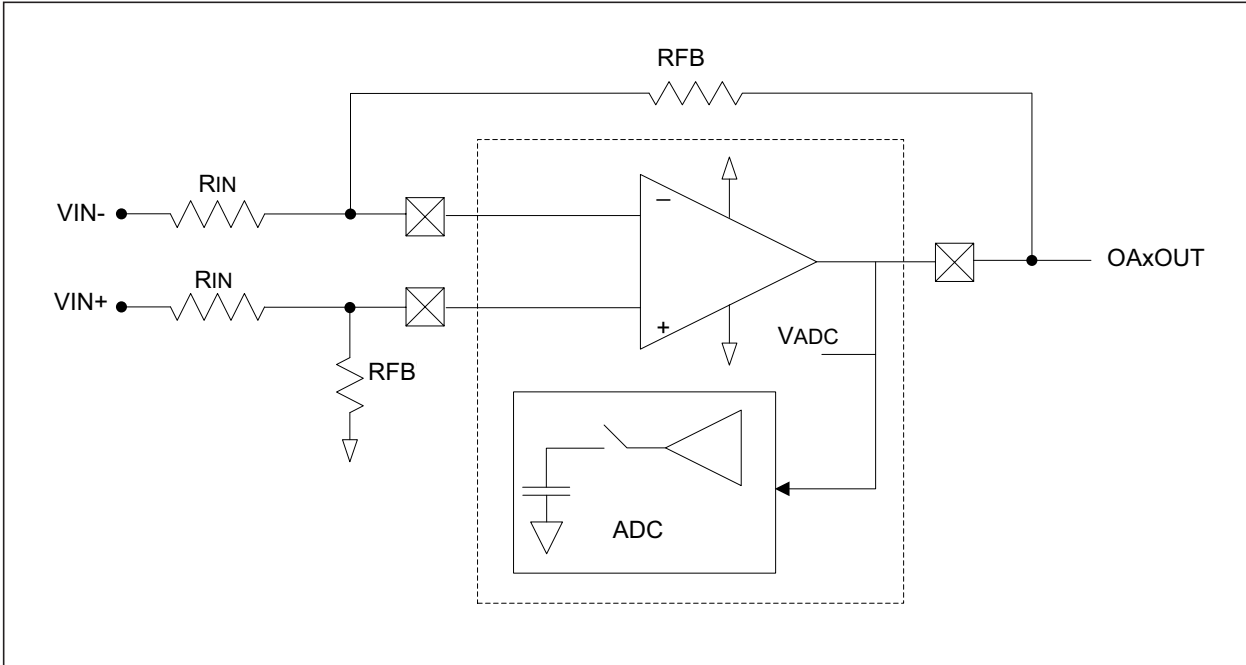 RFB
RIN
VIN-
RIN
VIN+
RFB
−
+
OAxOUT
VADC
ADC